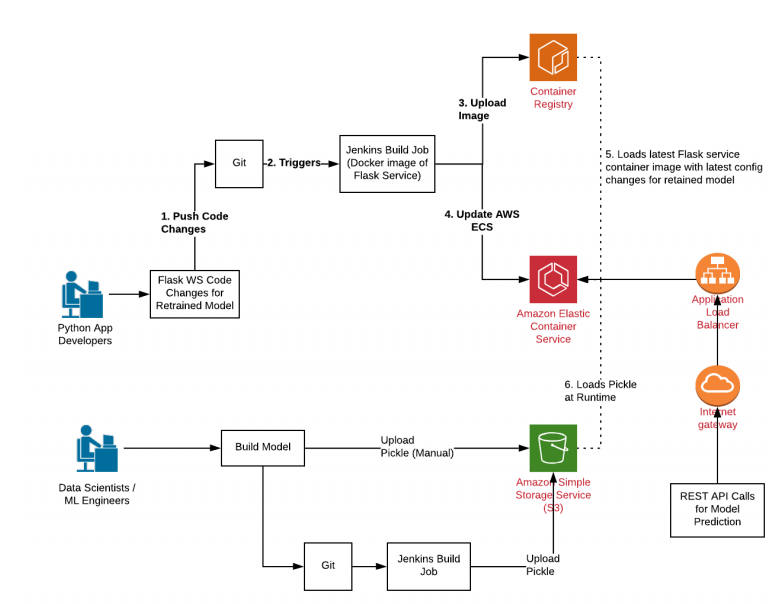 Container
Registry
3. Upload
Image
Git
2. Triggers
Jenkins Build Job
(Docker image of
Flask Service)
5. Loads latest Flask service
container image with latest config
changes for retained model
1. Push Code
Changes
4. Update AWS
ECS
Flask WS Code
Changes for
Retrained Model
Python App
Developers
Amazon Elastic
Container
Service
Application
Load
Balancer
6. Loads Pickle
at Runtime
Internet
gateway
Build Model
Upload
Pickle (Manual)
Data Scientists /
ML Engineers
Amazon Simple
Storage Service
(S3)
REST API Calls
for Model
Prediction
Git
Jenkins Build
Job
Upload
Pickle